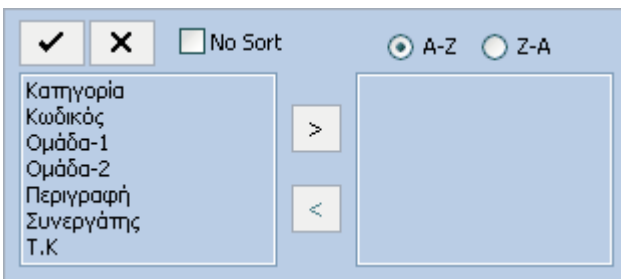 No Sort A-Z Z-A
Κατηγορία
Κωδικός
>
Ομάδα-1
Ομάδα-2
Περιγραφή
<
Συνεργάτης
Τ.Κ